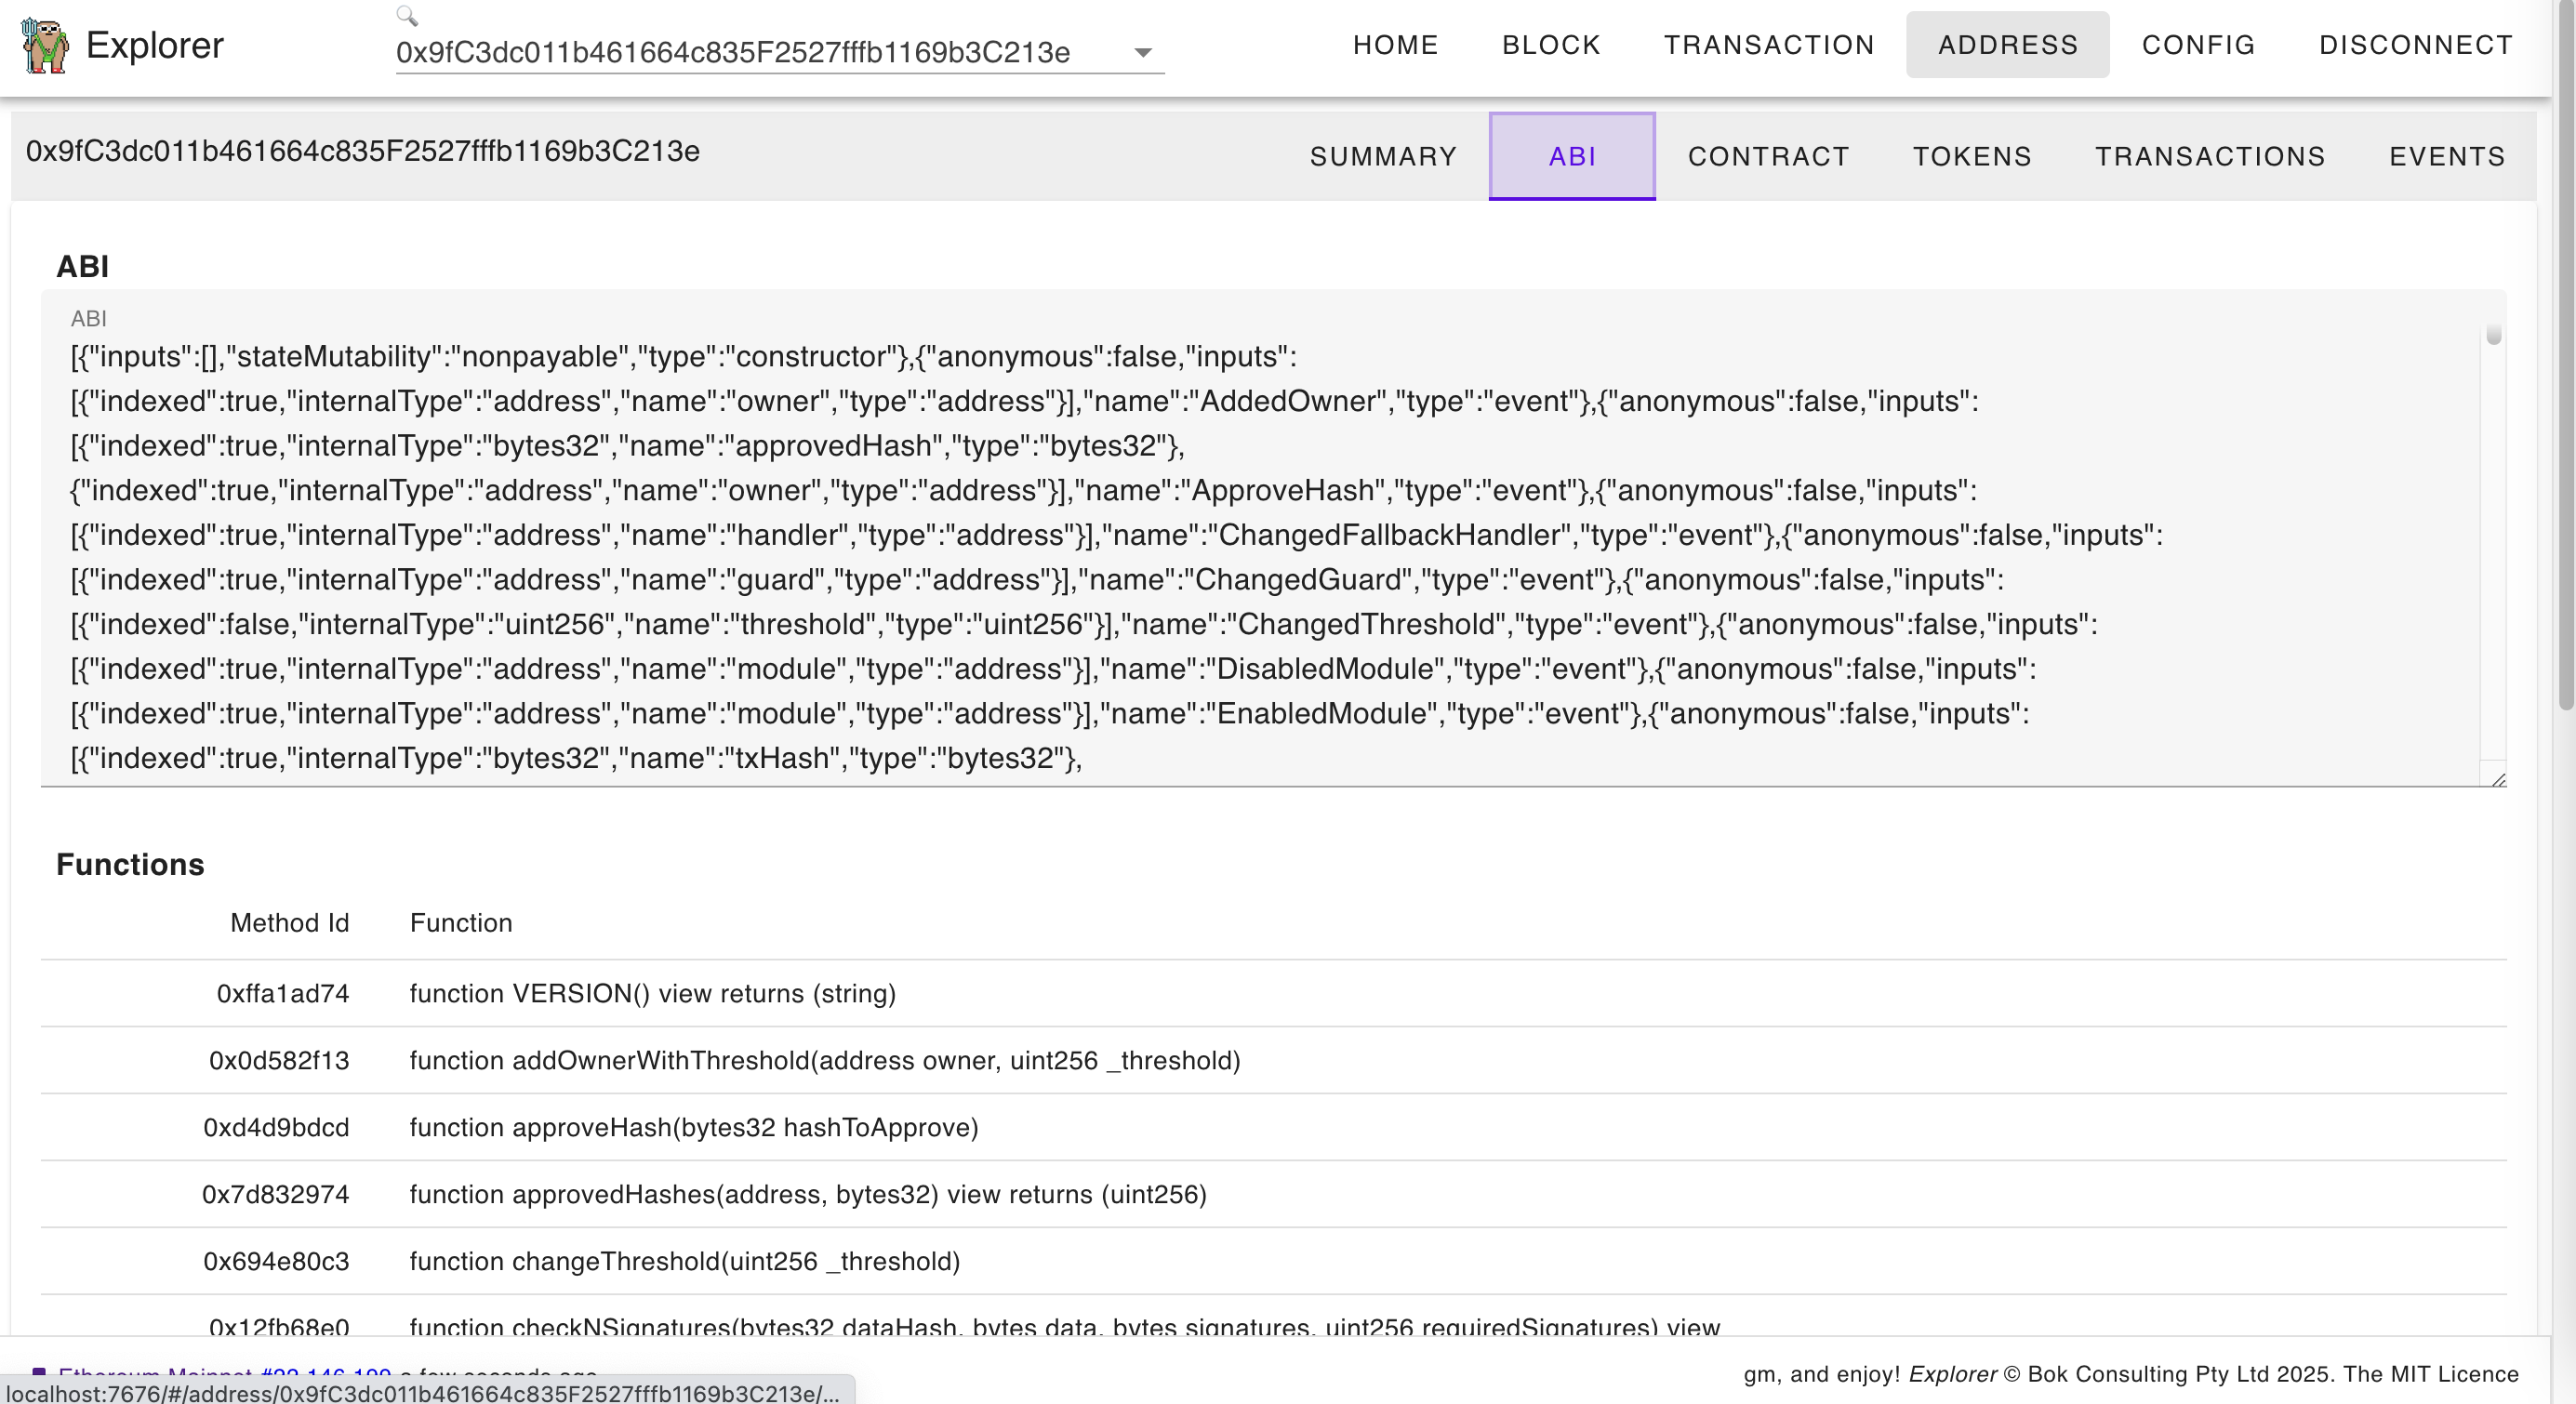 Explorer
0x9fC3dc011b461664c835F2527fffb1169b3C213e
HOME BLOCK TRANSACTION ADDRESS CONFIG DISCONNECT
0x9fC3dc011b461664c835F2527fffb1169b3C213e
SUMMARY ABI CONTRACT TOKENS TRANSACTIONS EVENTS
ABI
ABI
[{"inputs":[],"stateMutability":"nonpayable","type":"constructor"},{"anonymous":false,"inputs":
[{"indexed":true,"internalType":"address","name":"owner","type":"address"}],"name":"AddedOwner","type":"event"},{"anonymous":false,"inputs":
[{"indexed":true,"internalType":"bytes32","name":"approvedHash","type":"bytes32"},
{"indexed":true,"internalType":"address","name":"owner","type":"address"}],"name":"ApproveHash","type":"event"},{"anonymous":false,"inputs":
[{"indexed":true,"internalType":"address","name":"handler","type":"address"}],"name":"ChangedFallbackHandler","type":"event"},{"anonymous":false,"inputs":
[{"indexed":true,"internalType":"address","name":"guard","type":"address"}],"name":"ChangedGuard","type":"event"},{"anonymous":false,"inputs":
[{"indexed":false,"internalType":"uint256","name":"threshold","type":"uint256"}],"name":"ChangedThreshold","type":"event"},{"anonymous":false,"inputs":
[{"indexed":true,"internalType":"address","name":"module","type":"address"}],"name":"DisabledModule","type":"event"},{"anonymous":false,"inputs":
[{"indexed":true,"internalType":"address","name":"module","type":"address"}],"name":"EnabledModule","type":"event"},{"anonymous":false,"inputs":
[{"indexed":true,"internalType":"bytes32","name":"txHash","type":"bytes32"},
Functions
Method Id Function
0xffa1ad74 function VERSION() view returns (string)
0x0d582f13 function addOwnerWithThreshold(address owner, uint256 _threshold)
0xd4d9bdcd function approveHash(bytes32 hashToApprove)
0x7d832974 function approvedHashes(address, bytes32) view returns (uint256)
0x694e80c3 function changeThreshold(uint256 _threshold)
0x12fb68e0 function checkNSignatures(bytes32 dataHash, bytes data, bytes signatures, uint256 requiredSignatures) view
Ethereum Mainnet a few seconds ago
gm, and enjoy! Explorer © Bok Consulting Pty Ltd 2025. The MIT Licence
localhost:7676/#/address/0x9fC3dc011b461664c835F2527fffb1169b3C213e/...